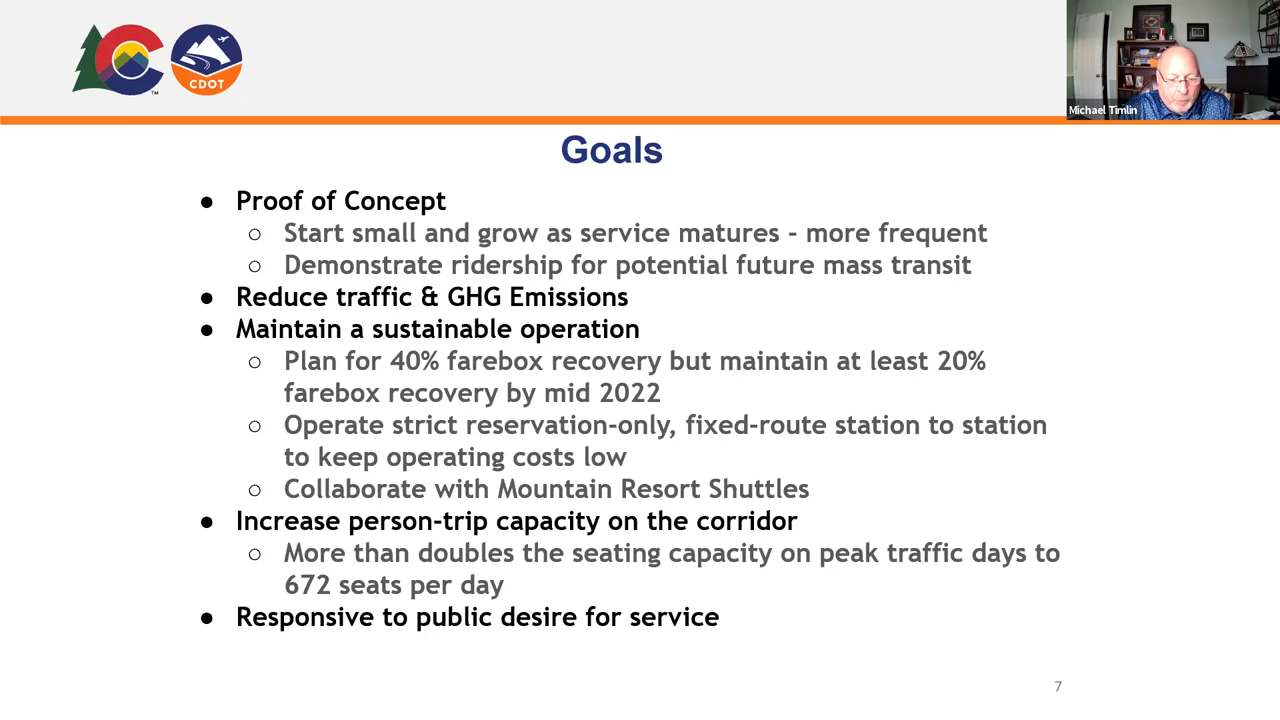 CDOT
TM
Michael Timlin
Goals
● Proof of Concept
○ Start small and grow as service matures - more frequent
○ Demonstrate ridership for potential future mass transit
● Reduce traffic & GHG Emissions
● Maintain a sustainable operation
○ Plan for 40% farebox recovery but maintain at least 20%
farebox recovery by mid 2022
○ Operate strict reservation-only, fixed-route station to station
to keep operating costs low
○ Collaborate with Mountain Resort Shuttles
● Increase person-trip capacity on the corridor
○ More than doubles the seating capacity on peak traffic days to
672 seats per day
● Responsive to public desire for service
7